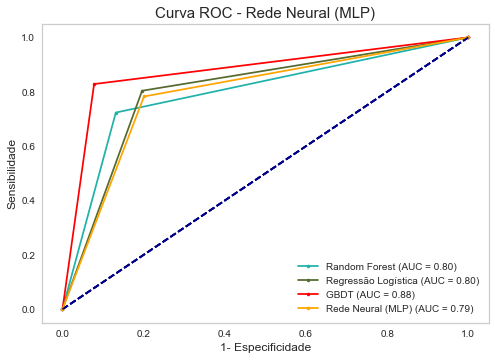 Curva ROC - Rede Neural (MLP)
1.0
0.8
0.6
0.4
0.2
0.0
Sensibilidade
Random Forest (AUC = 0.80)
Regressão Logística (AUC = 0.80)
GBDT (AUC = 0.88)
Rede Neural (MLP) (AUC = 0.79)
0.0 0.2 0.4 0.6 0.8 1.0
1- Especificidade